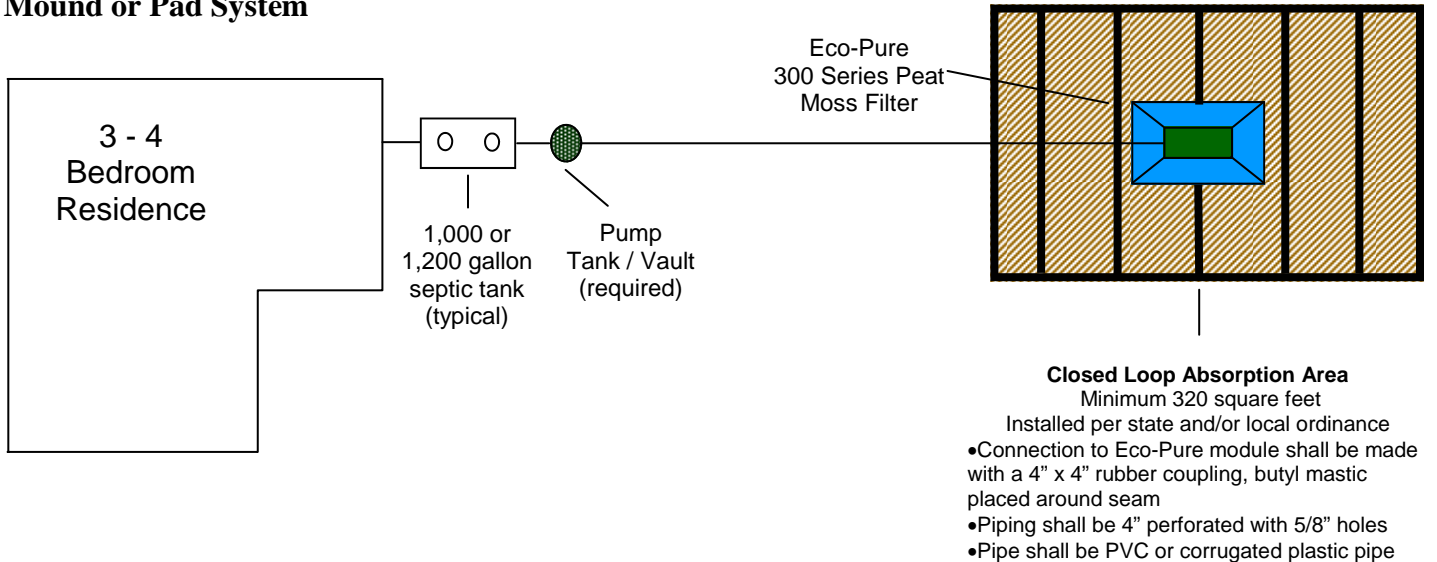 Mound or Pad System
Eco-Pure
300 Series Peat
Moss Filter
3 - 4
Bedroom
Residence
1,000 or
1,200 gallon
septic tank
(typical)
Pump
Tank / Vault
(required)
Closed Loop Absorption Area
Minimum 320 square feet
Installed per state and/or local ordinance
•Connection to Eco-Pure module shall be made
with a 4” x 4” rubber coupling, butyl mastic
placed around seam
•Piping shall be 4” perforated with 5/8” holes
•Pipe shall be PVC or corrugated plastic pipe